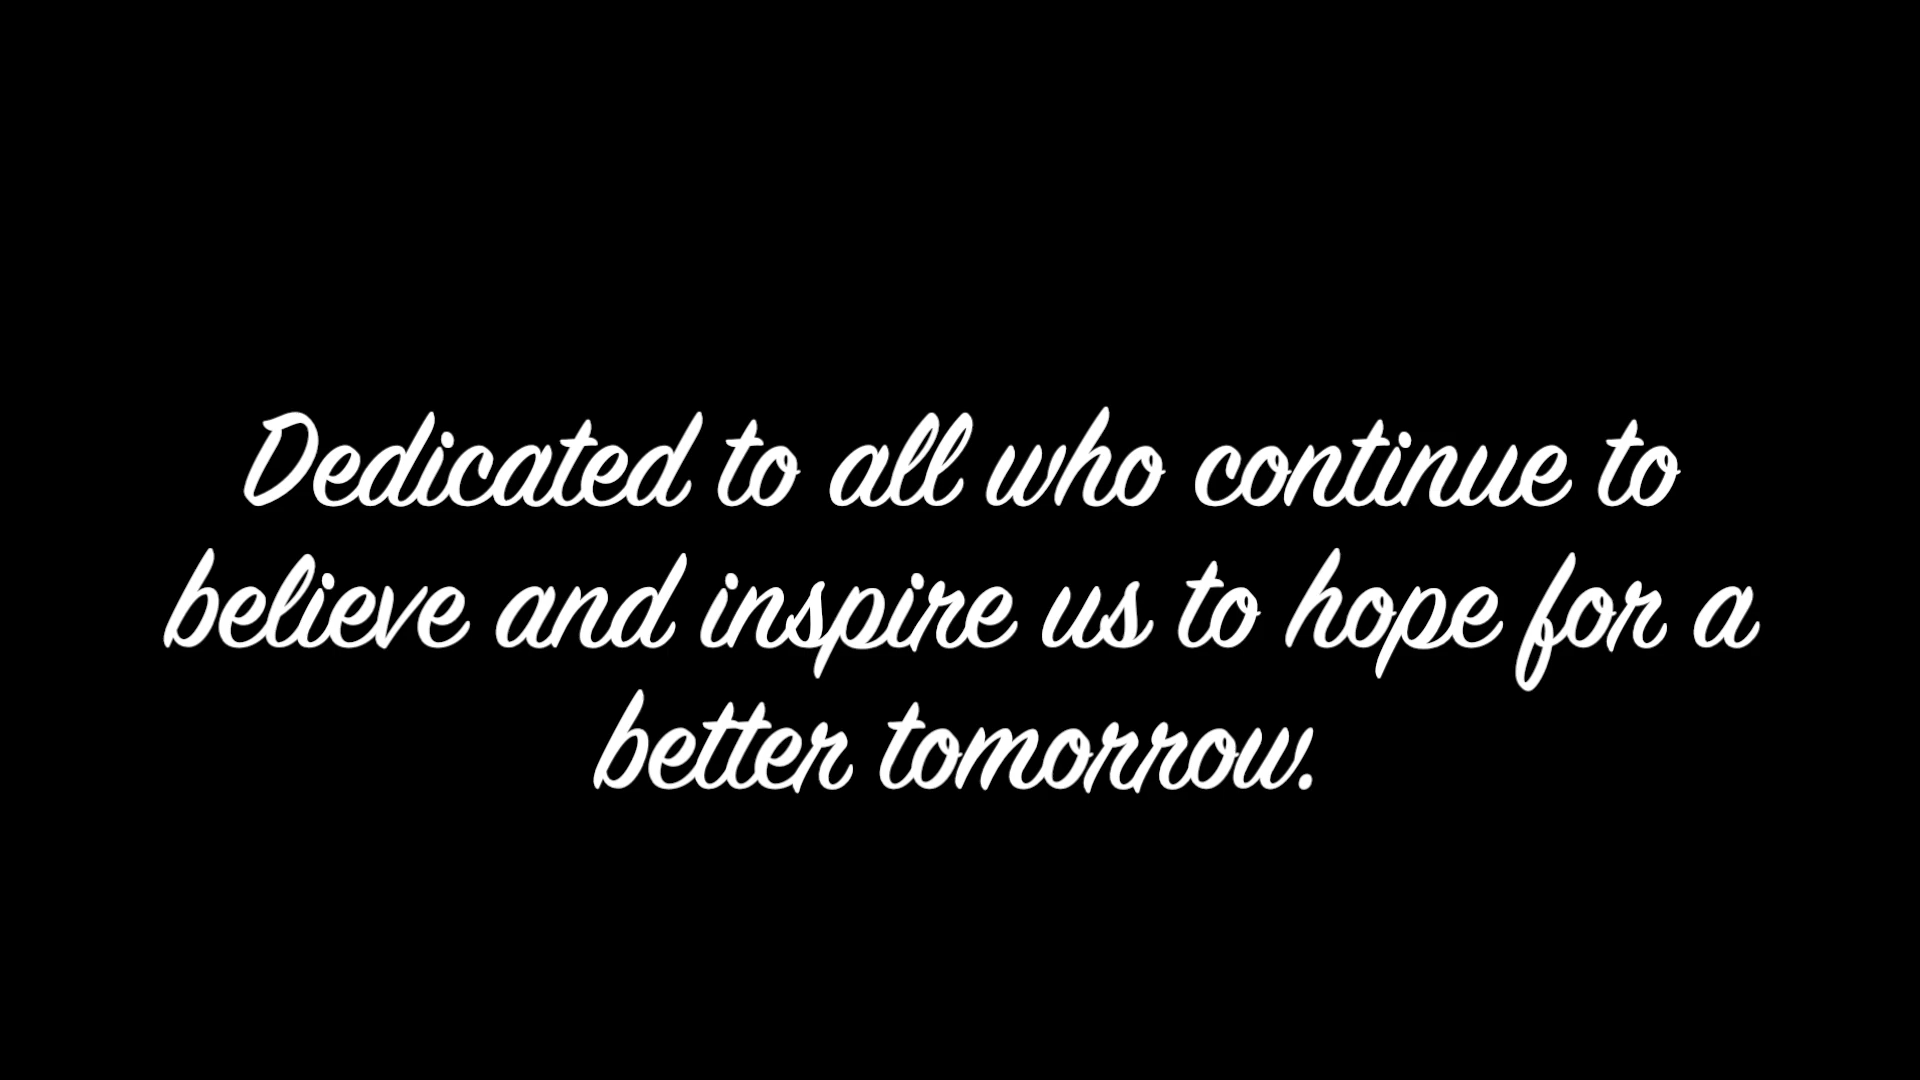 Dedicated to all who continue to
believe and inspire us to hope for a
better tomorrow.